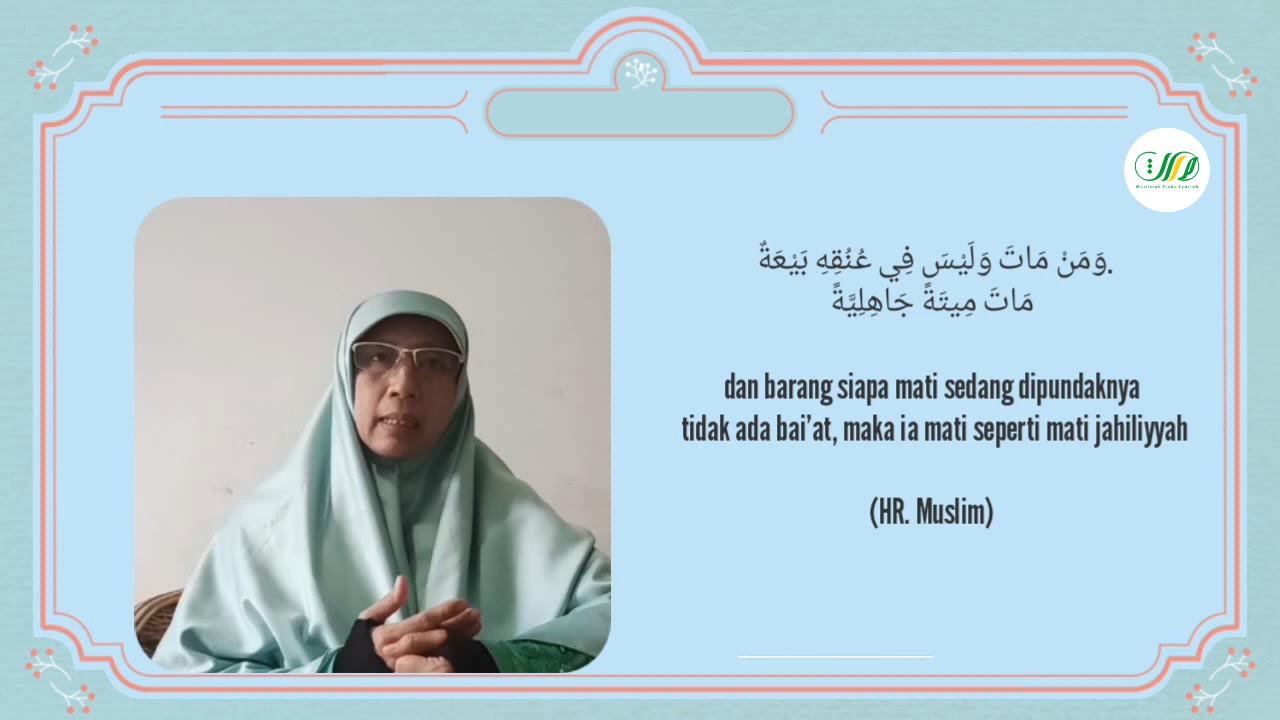 وَمَنْ مَاتَ وَلَيْسَ فِي عُنُقِهِ بَيْعَةٌ.
مَاتَ مِيتَةً جَاهِلِيَّةً
dan barang siapa mati sedang dipundaknya
tidak ada bai’at, maka ia mati seperti mati jahiliyyah
(HR. Muslim)